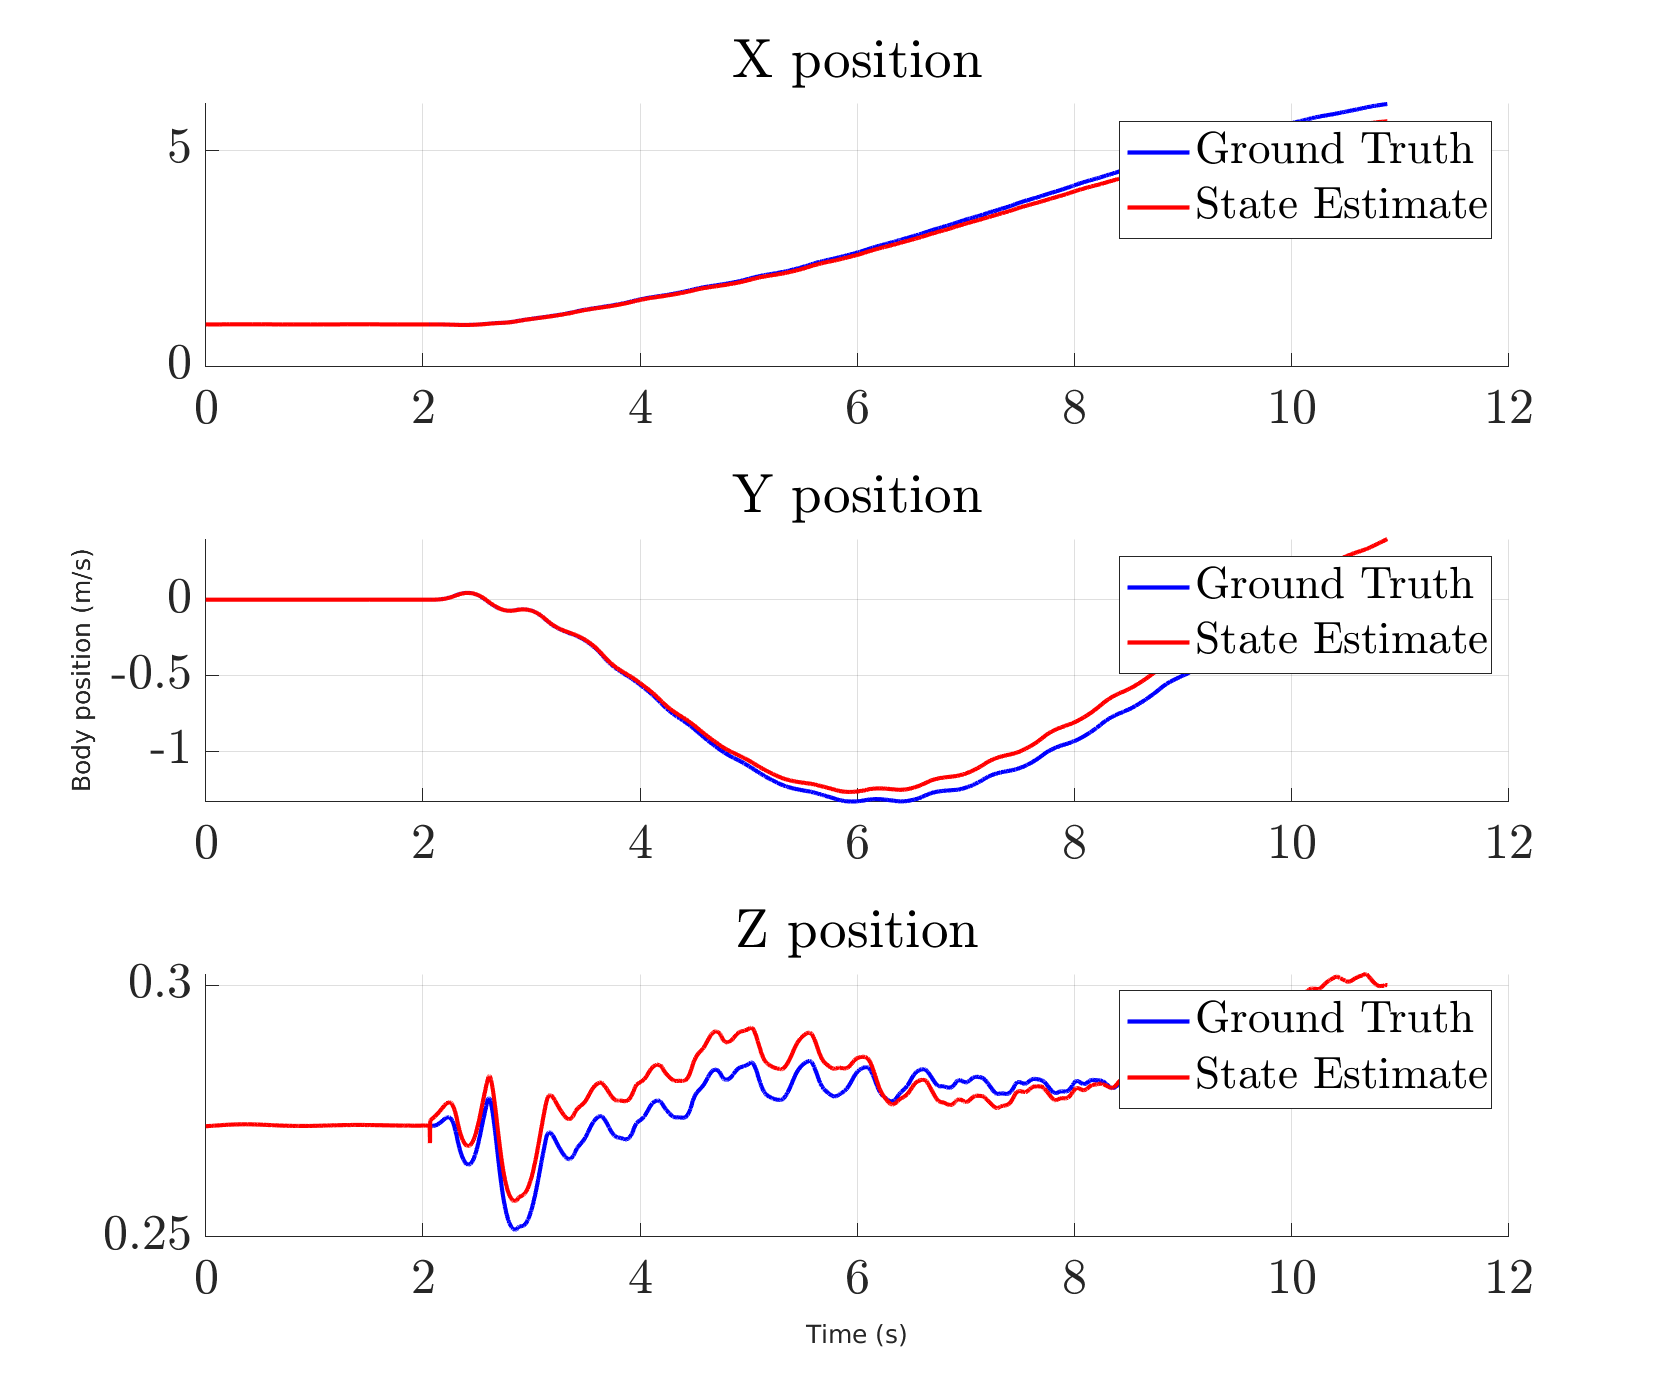 X position
5
0
0 2 4 6 8 10 12
Ground Truth
State Estimate
Y position
Body position (m/s)
0
-0.5
-1
0 2 4 6 8 10 12
Ground Truth
State Estimate
Z position
0.3
0.25
0 2 4 6 8 10 12
Ground Truth
State Estimate
Time (s)